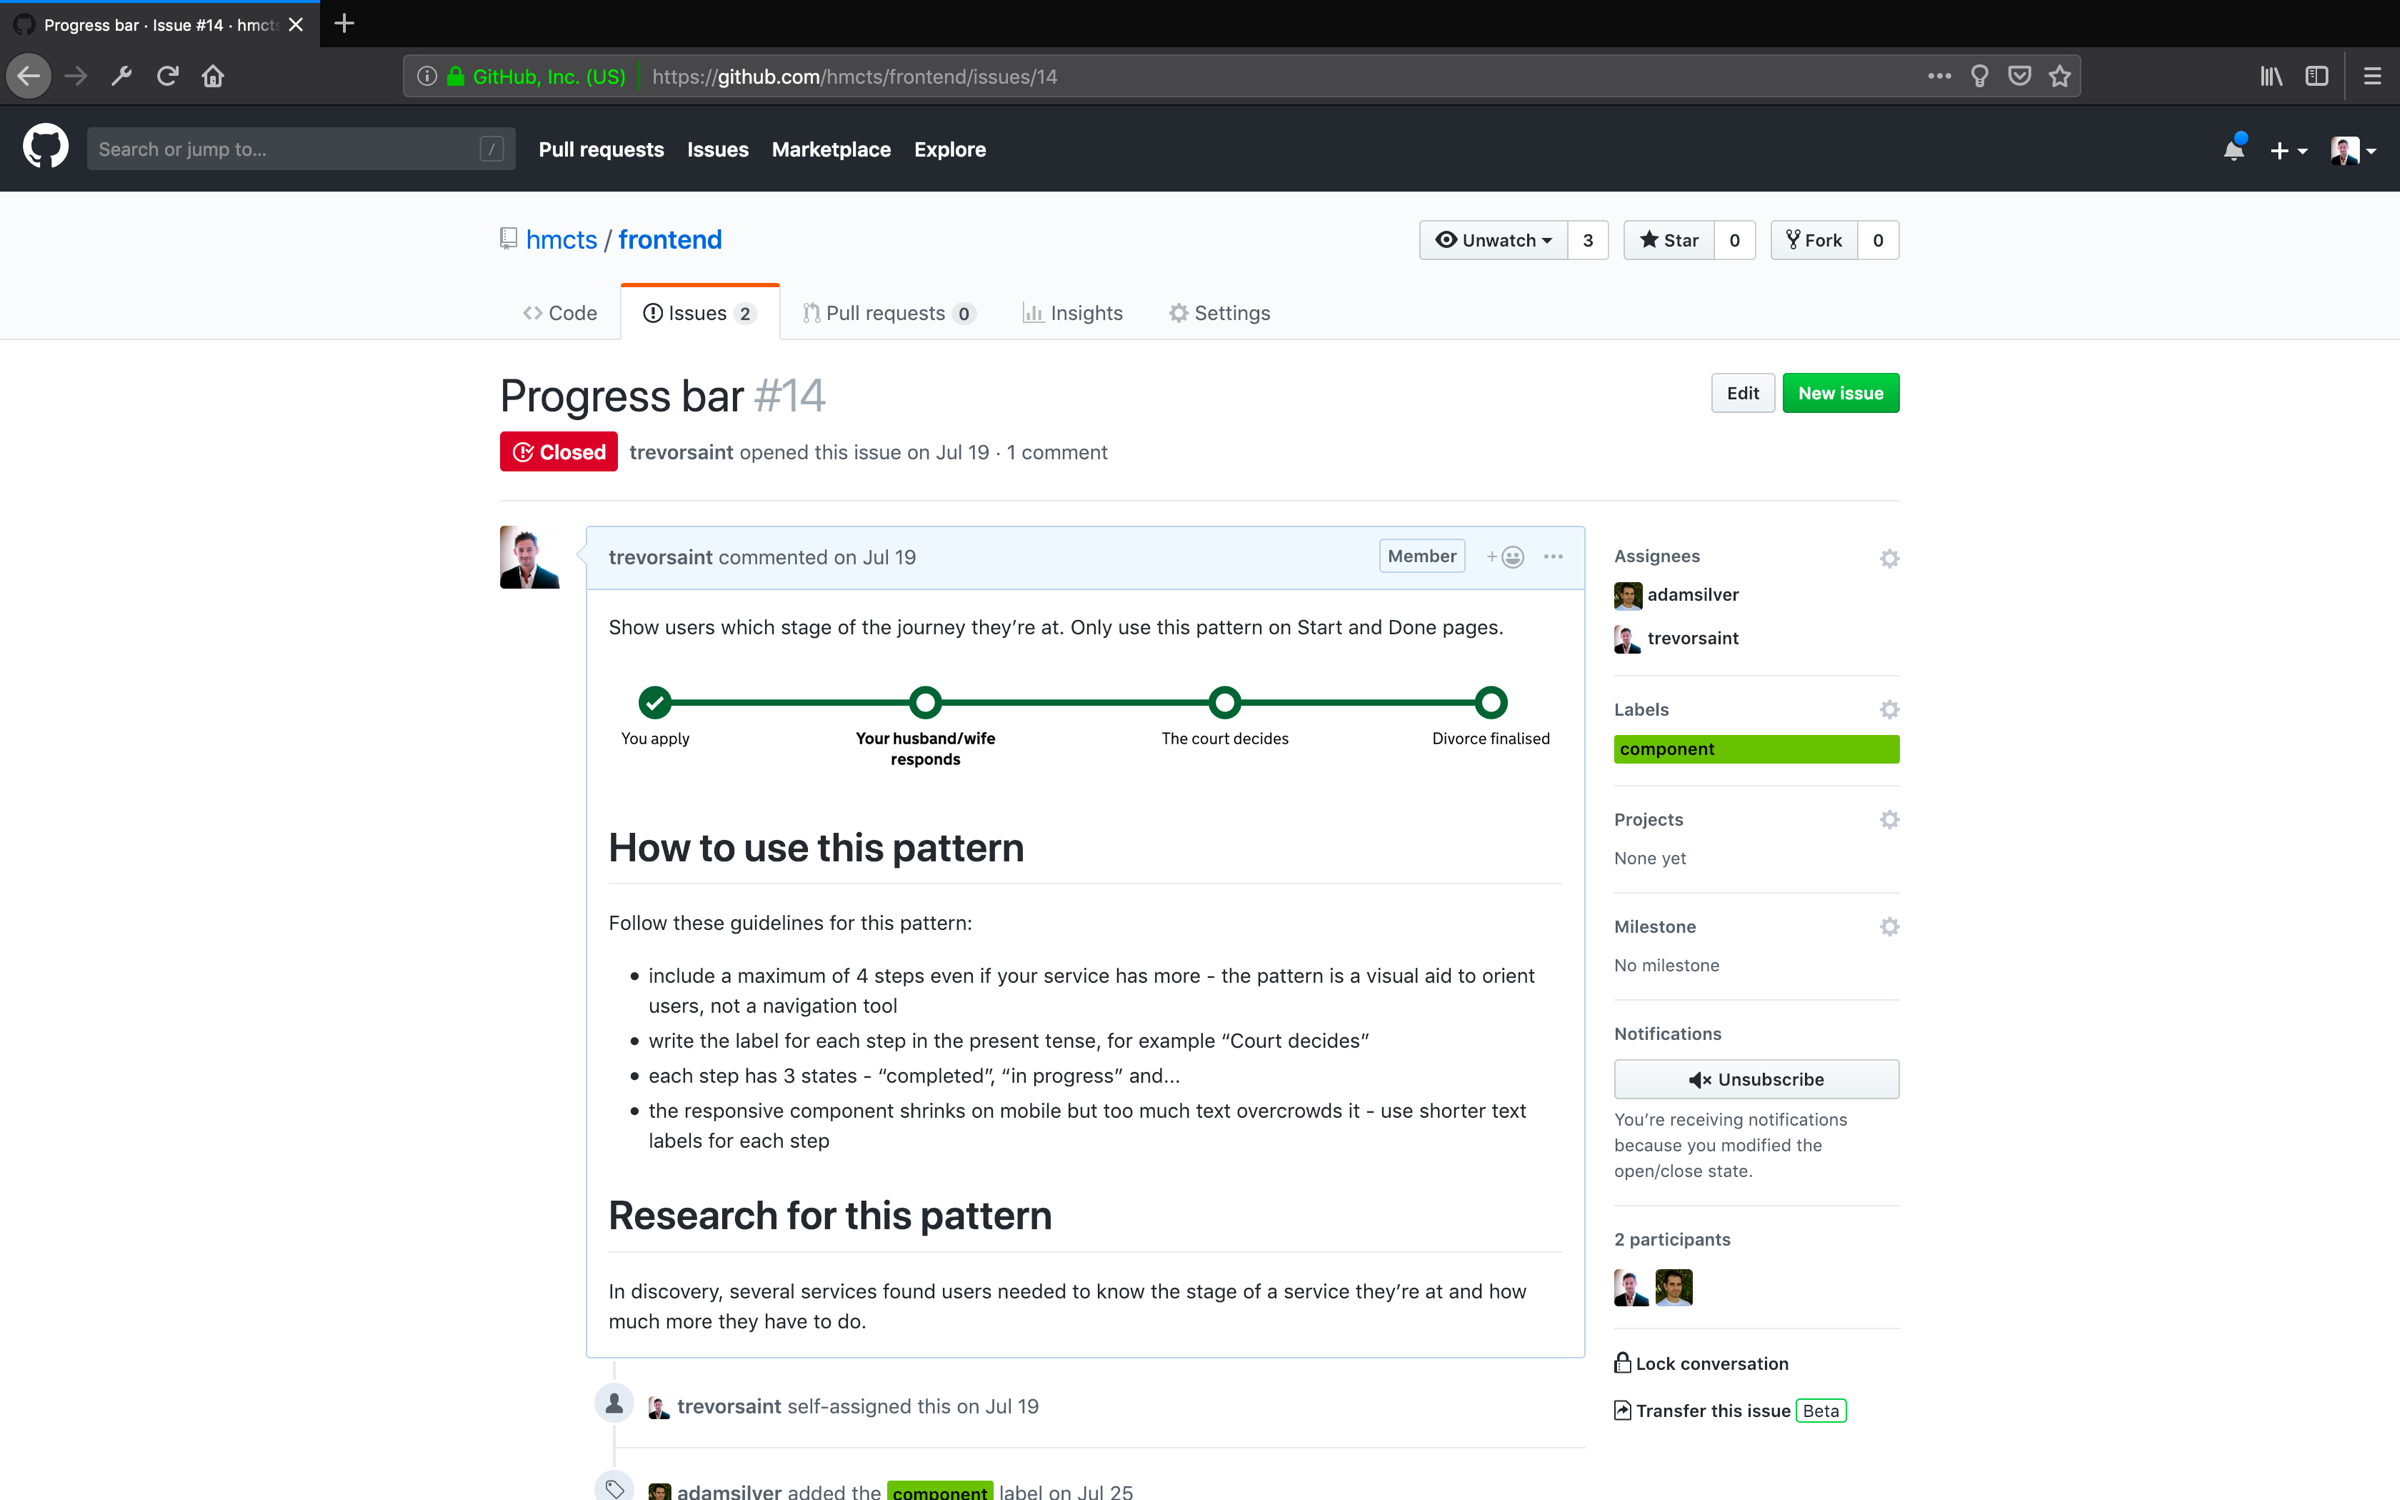 Progress bar · Issue #14 · hmcts
GitHub, Inc. (US) https://github.com/hmcts/frontend/issues/14
Search or jump to... / Pull requests Issues Marketplace Explore
hmcts / frontend Unwatch 3 Star 0 Fork 0
Code Issues 2 Pull requests 0 Insights Settings
Progress bar #14 Edit New issue
Closed trevorsaint opened this issue on Jul 19 · 1 comment
trevorsaint commented on Jul 19 Member
Show users which stage of the journey they’re at. Only use this pattern on Start and Done pages.
You apply Your husband/wife The court decides Divorce finalised
responds
How to use this pattern
Follow these guidelines for this pattern:
• include a maximum of 4 steps even if your service has more - the pattern is a visual aid to orient
users, not a navigation tool
• write the label for each step in the present tense, for example “Court decides”
• each step has 3 states - “completed”, “in progress” and...
• the responsive component shrinks on mobile but too much text overcrowds it - use shorter text
labels for each step
Research for this pattern
In discovery, several services found users needed to know the stage of a service they’re at and how
much more they have to do.
trevorsaint self-assigned this on Jul 19
adamsilver added the component label on Jul 25
Assignees
adamsilver
trevorsaint
Labels
component
Projects
None yet
Milestone
No milestone
Notifications
Unsubscribe
You’re receiving notifications
because you modified the
open/close state.
2 participants
Lock conversation
Transfer this issue Beta